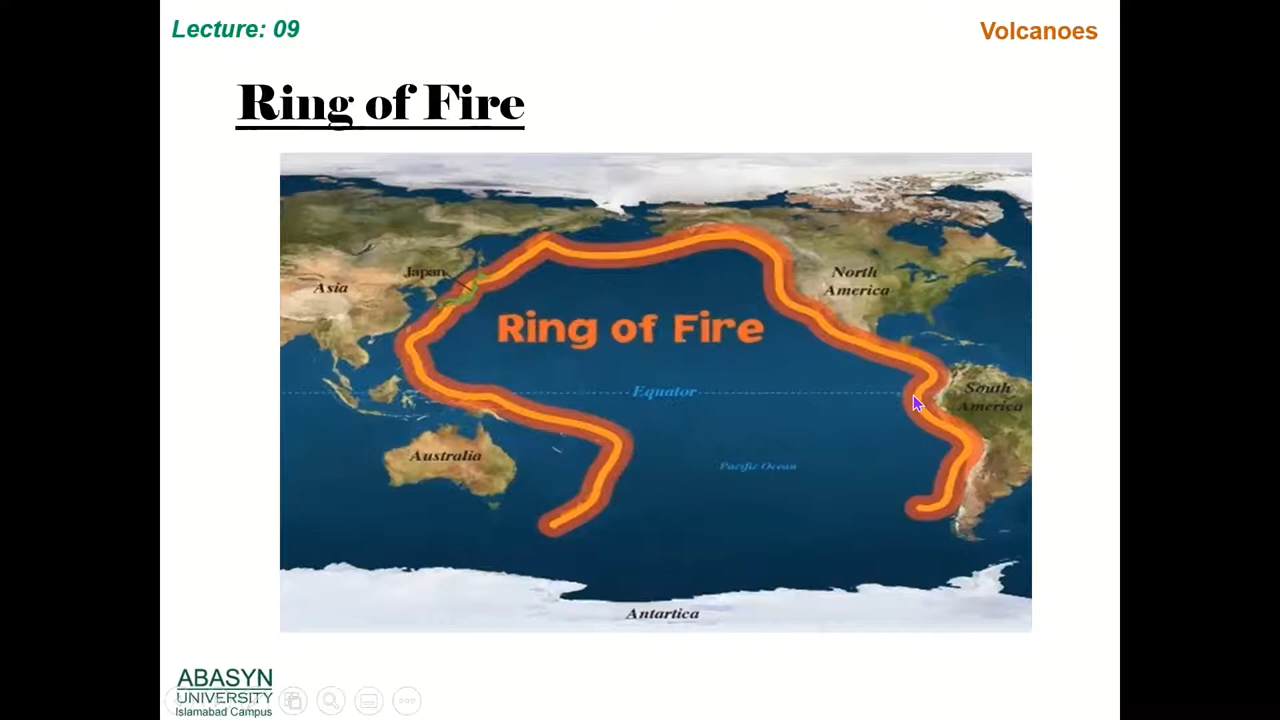 Lecture: 09
Volcanoes
Ring of Fire
Japan
Asia
North
America
Ring of Fire
Equator
South
America
Australia
Pacific Ocean
Antartica
ABASYN
UNIVERSITY
Islamabad Campus